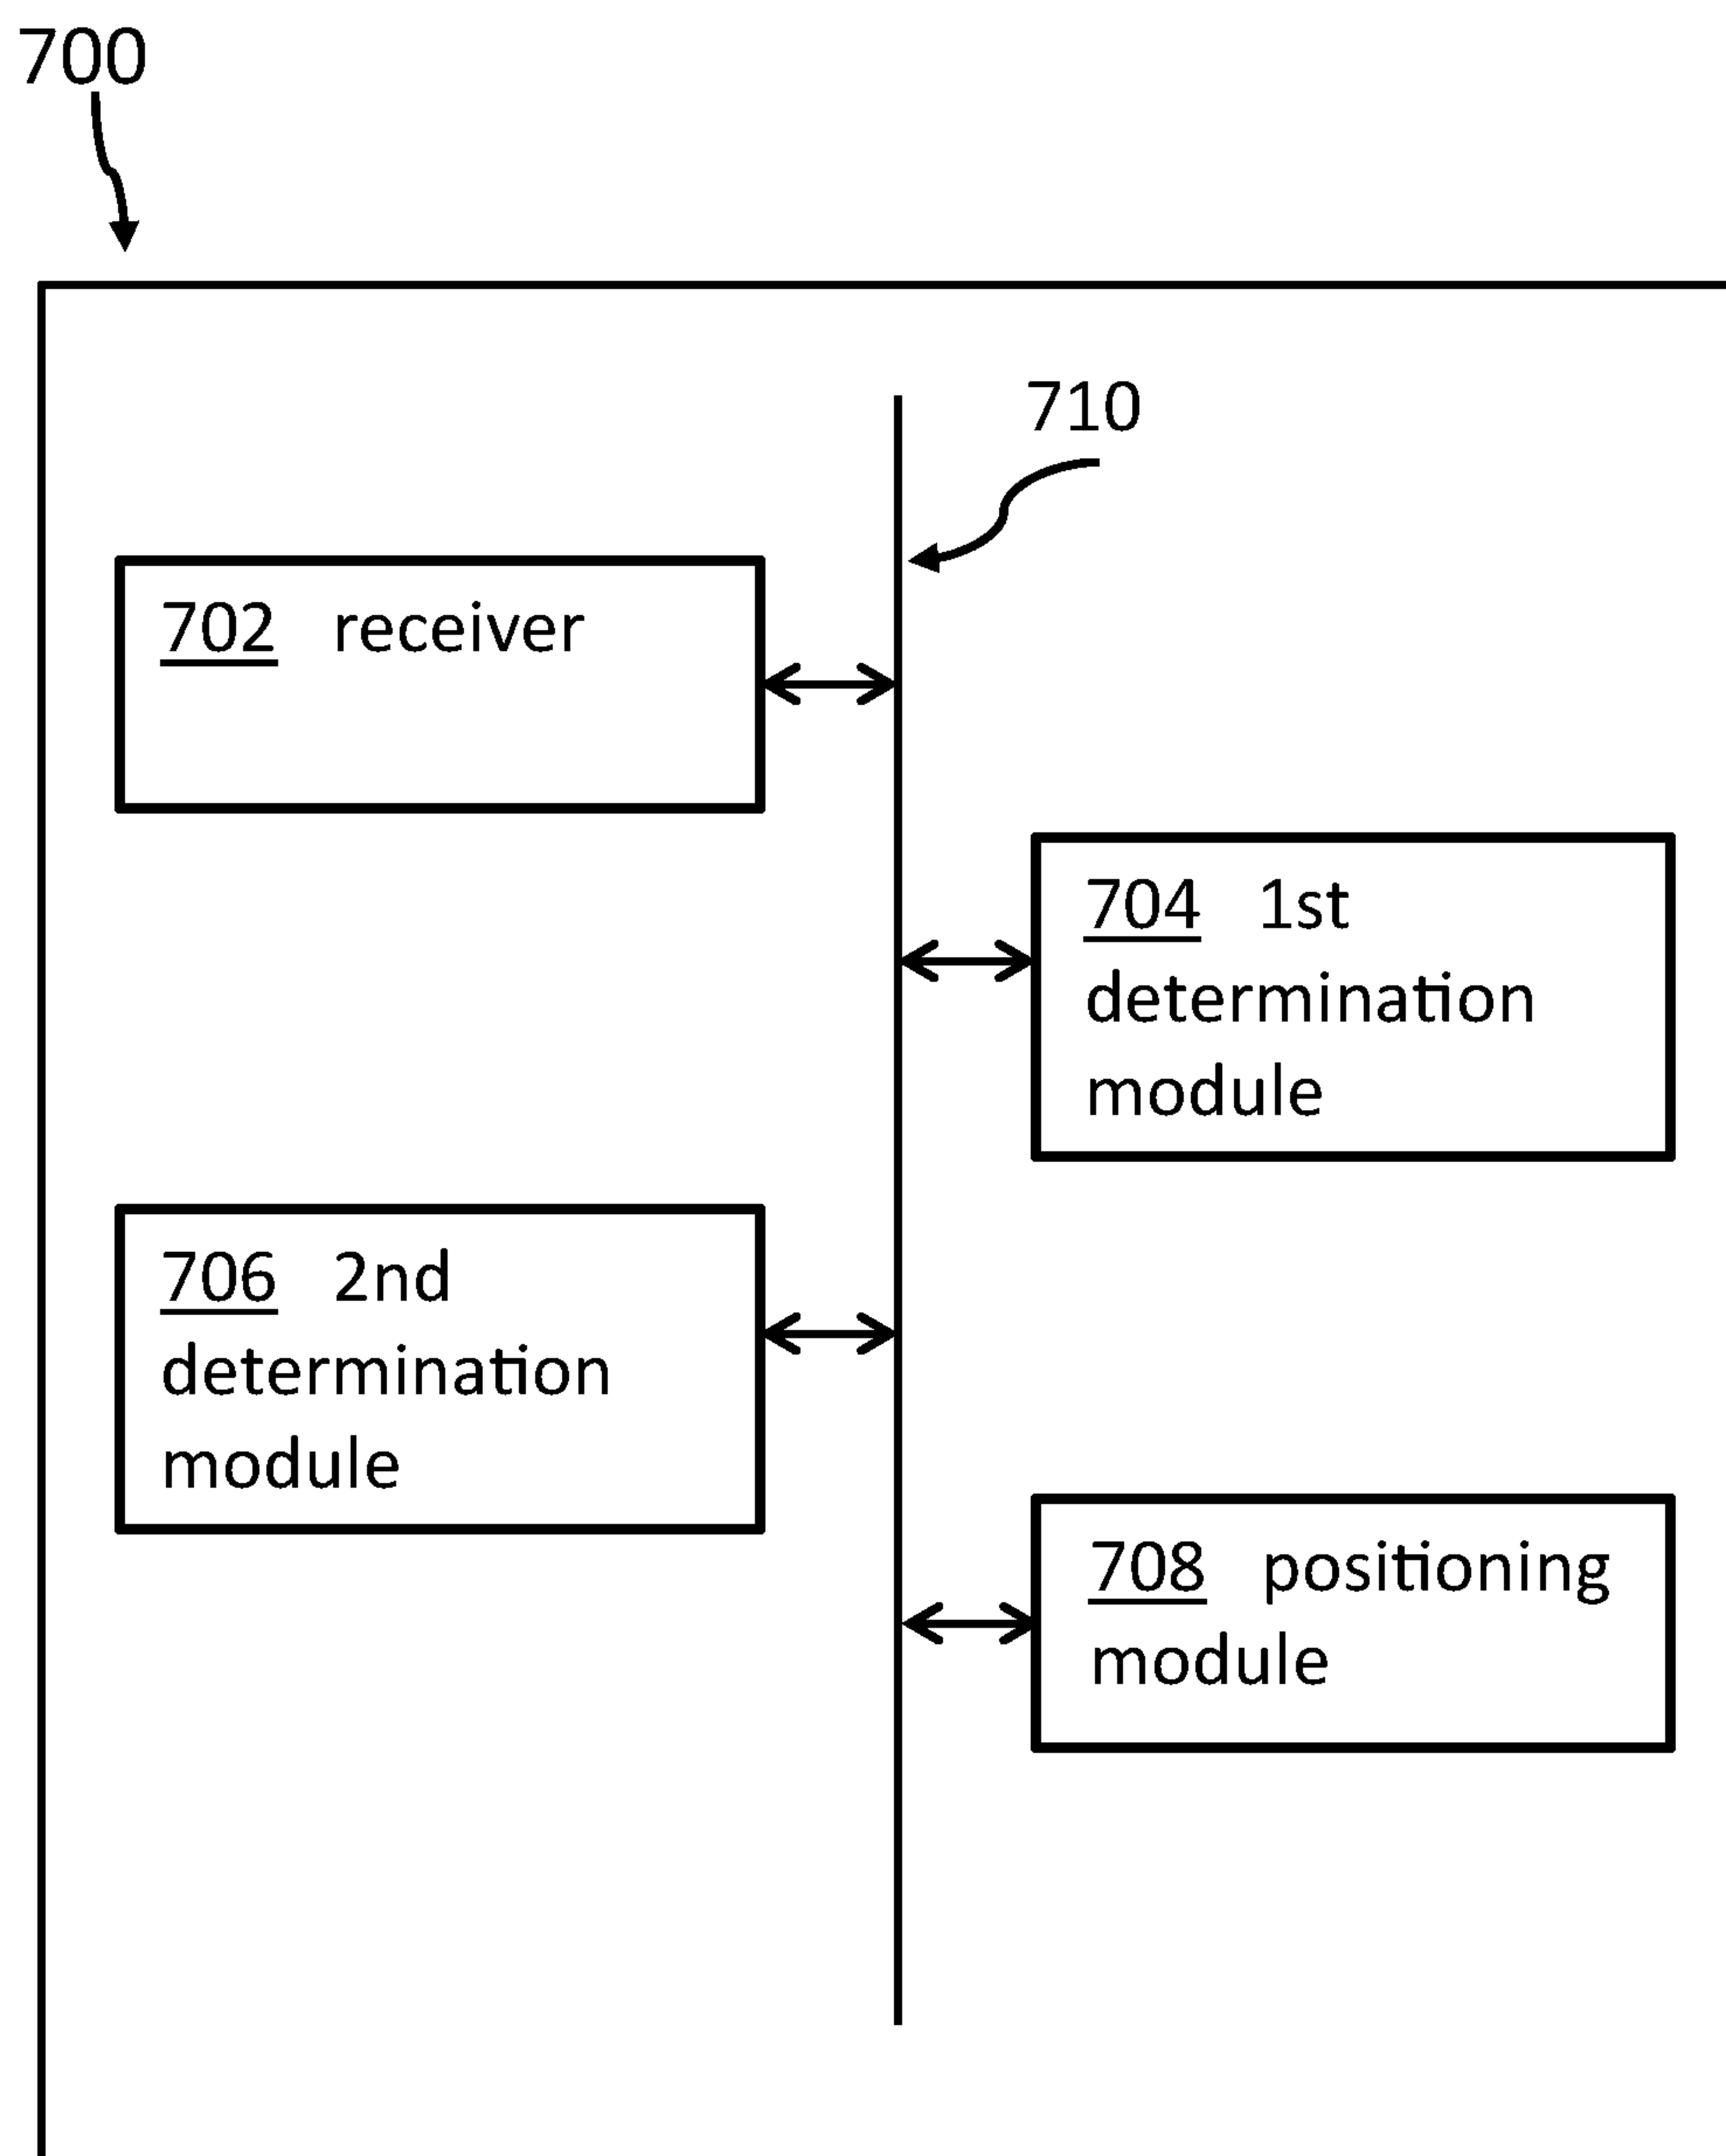 700
710
702 receiver
704 1st
determination
module
706 2nd
determination
module
708 positioning
module